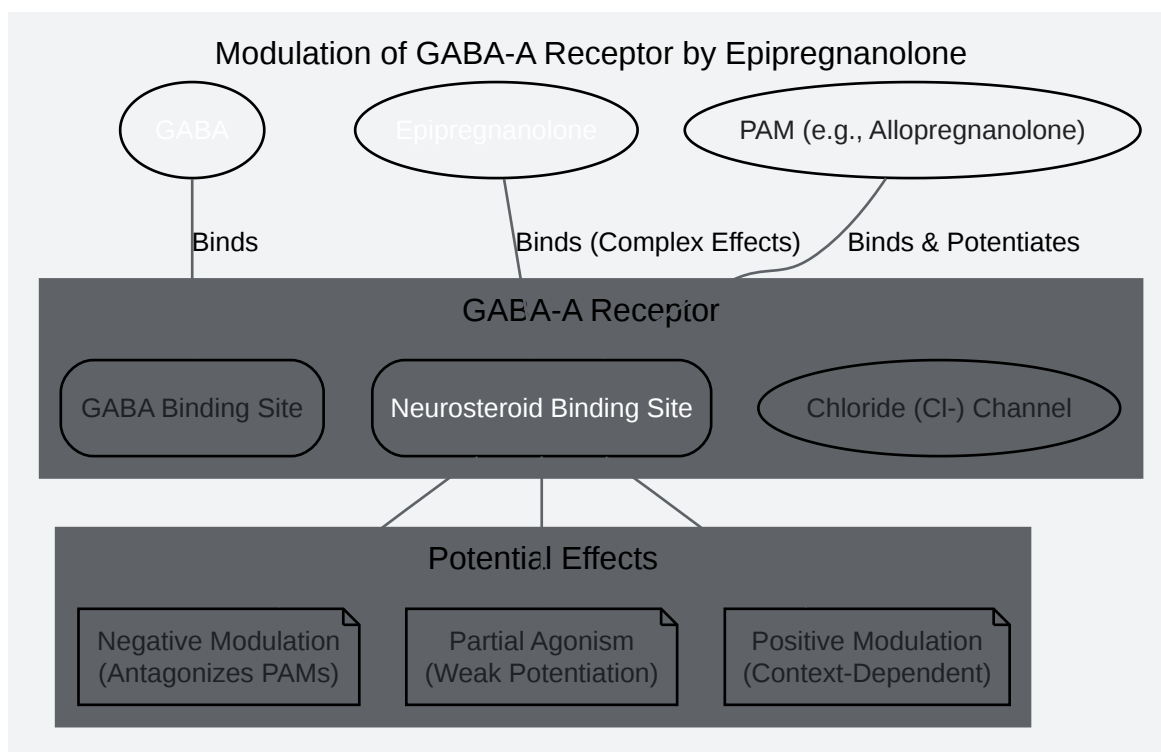 Modulation of GABA-A Receptor by Epipregnanolone
GABA
Epipregnanolone
PAM (e.g., Allopregnanolone)
Binds
Binds (Complex Effects)
Binds & Potentiates
GABA-A Receptor
GABA Binding Site
Neurosteroid Binding Site
Chloride (Cl-) Channel
Potential Effects
Negative Modulation
(Antagonizes PAMs)
Partial Agonism
(Weak Potentiation)
Positive Modulation
(Context-Dependent)